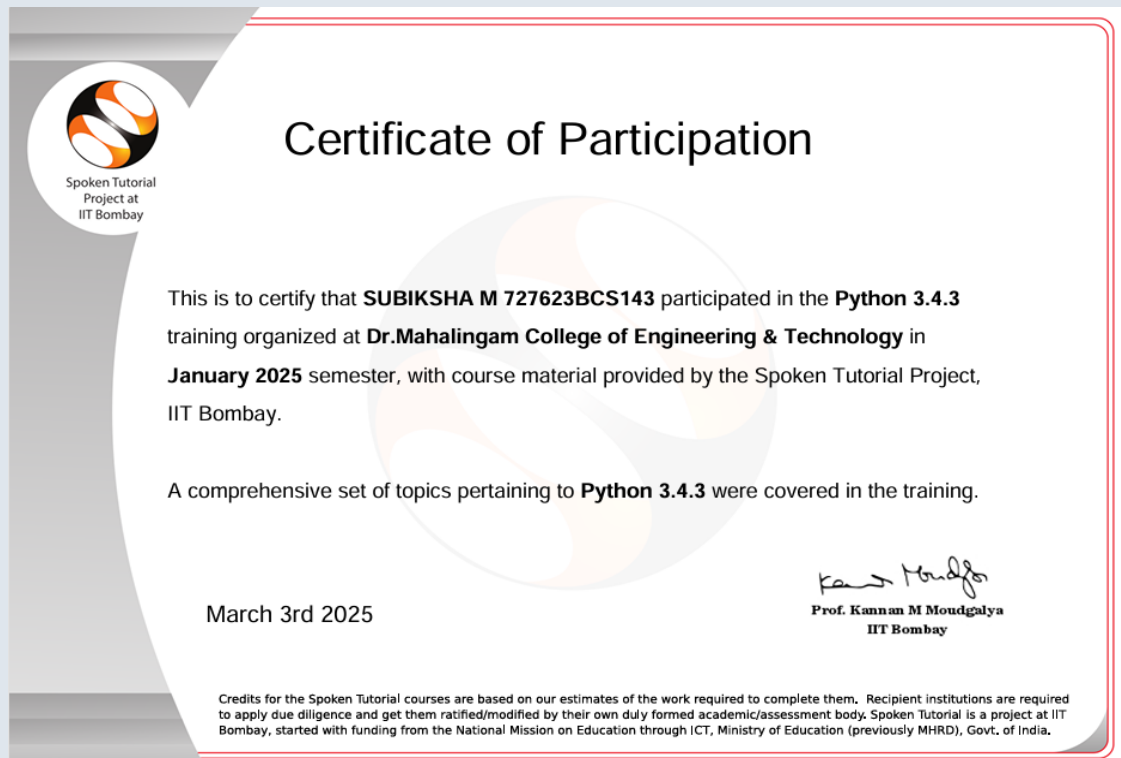 Spoken Tutorial
Project at
IIT Bombay
Certificate of Participation
This is to certify that SUBIKSHA M 727623BCS143 participated in the Python 3.4.3
training organized at Dr.Mahalingam College of Engineering & Technology in
January 2025 semester, with course material provided by the Spoken Tutorial Project,
IIT Bombay.
A comprehensive set of topics pertaining to Python 3.4.3 were covered in the training.
March 3rd 2025
Prof. Kannan M Moudgalya
IIT Bombay
Credits for the Spoken Tutorial courses are based on our estimates of the work required to complete them. Recipient institutions are required
to apply due diligence and get them ratified/modified by their own duly formed academic/assessment body. Spoken Tutorial is a project at IIT
Bombay, started with funding from the National Mission on Education through ICT, Ministry of Education (previously MHRD), Govt. of India.